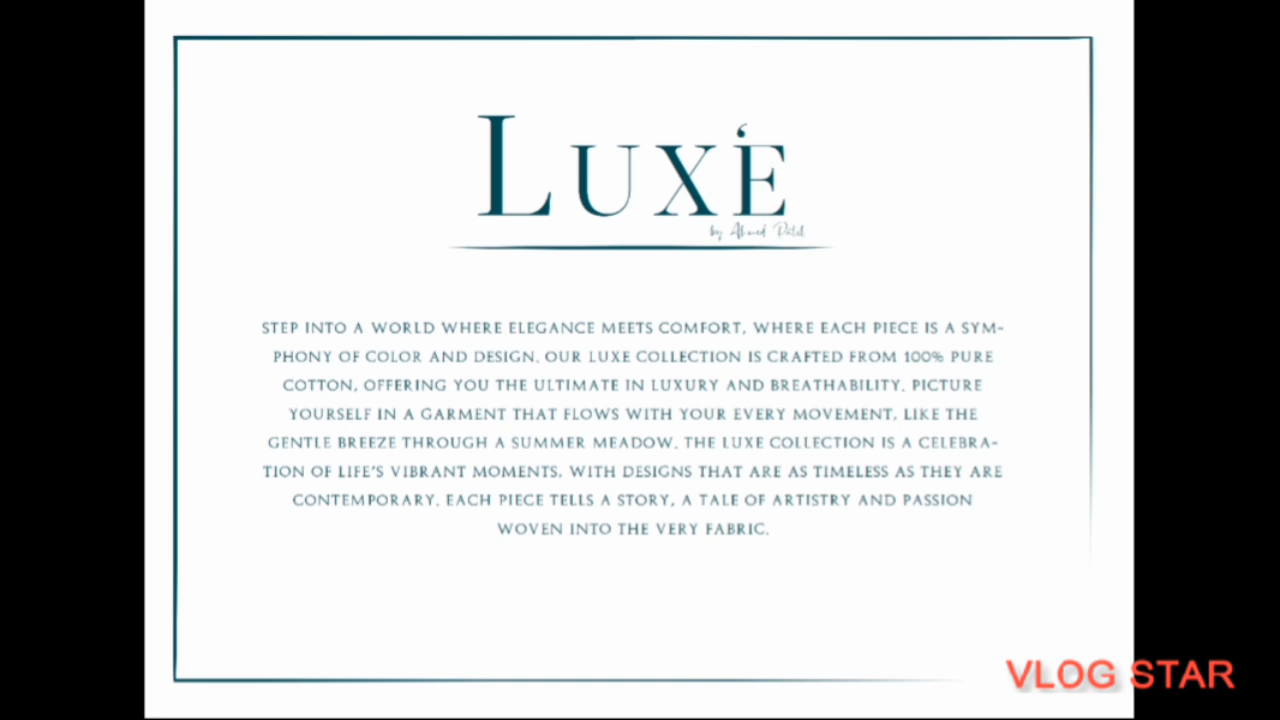 LUXÉ
by Ahmed Patel
STEP INTO A WORLD WHERE ELEGANCE MEETS COMFORT, WHERE EACH PIECE IS A SYM-
PHONY OF COLOR AND DESIGN. OUR LUXE COLLECTION IS CRAFTED FROM 100% PURE
COTTON, OFFERING YOU THE ULTIMATE IN LUXURY AND BREATHABILITY. PICTURE
YOURSELF IN A GARMENT THAT FLOWS WITH YOUR EVERY MOVEMENT, LIKE THE
GENTLE BREEZE THROUGH A SUMMER MEADOW. THE LUXE COLLECTION IS A CELEBRA-
TION OF LIFE'S VIBRANT MOMENTS, WITH DESIGNS THAT ARE AS TIMELESS AS THEY ARE
CONTEMPORARY. EACH PIECE TELLS A STORY, A TALE OF ARTISTRY AND PASSION
WOVEN INTO THE VERY FABRIC.
VLOG STAR